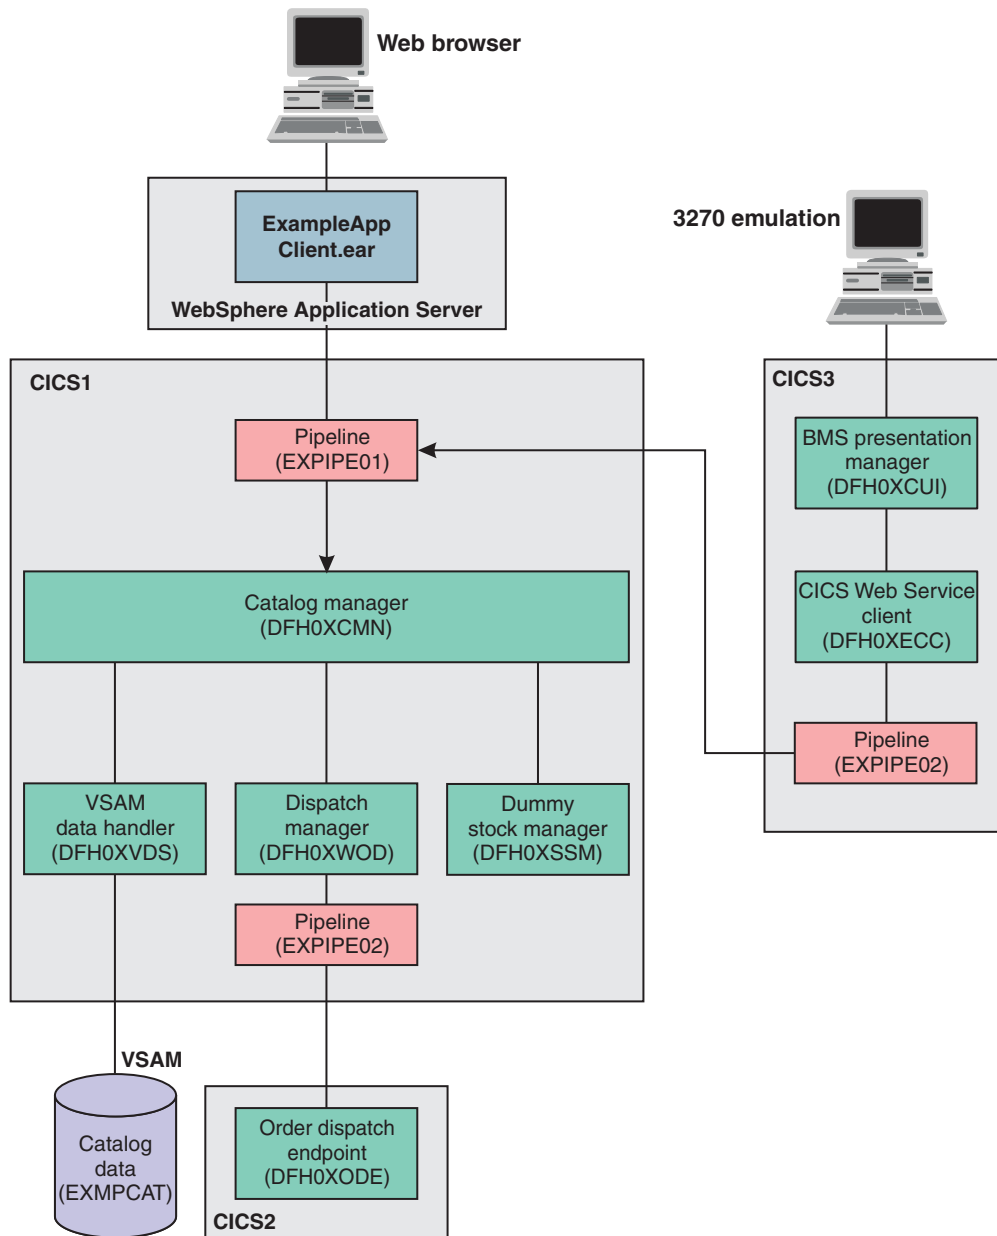 Web browser
ExampleApp
Client.ear
WebSphere Application Server
3270 emulation
CICS1
Pipeline
(EXPIPE01)
Catalog manager
(DFH0XCMN)
VSAM
data handler
(DFH0XVDS)
Dispatch
manager
(DFH0XWOD)
Dummy
stock manager
(DFH0XSSM)
Pipeline
(EXPIPE02)
CICS3
BMS presentation
manager
(DFH0XCUI)
CICS Web Service
client
(DFH0XECC)
Pipeline
(EXPIPE02)
VSAM
Catalog
data
(EXMPCAT)
Order dispatch
endpoint
(DFH0XODE)
CICS2